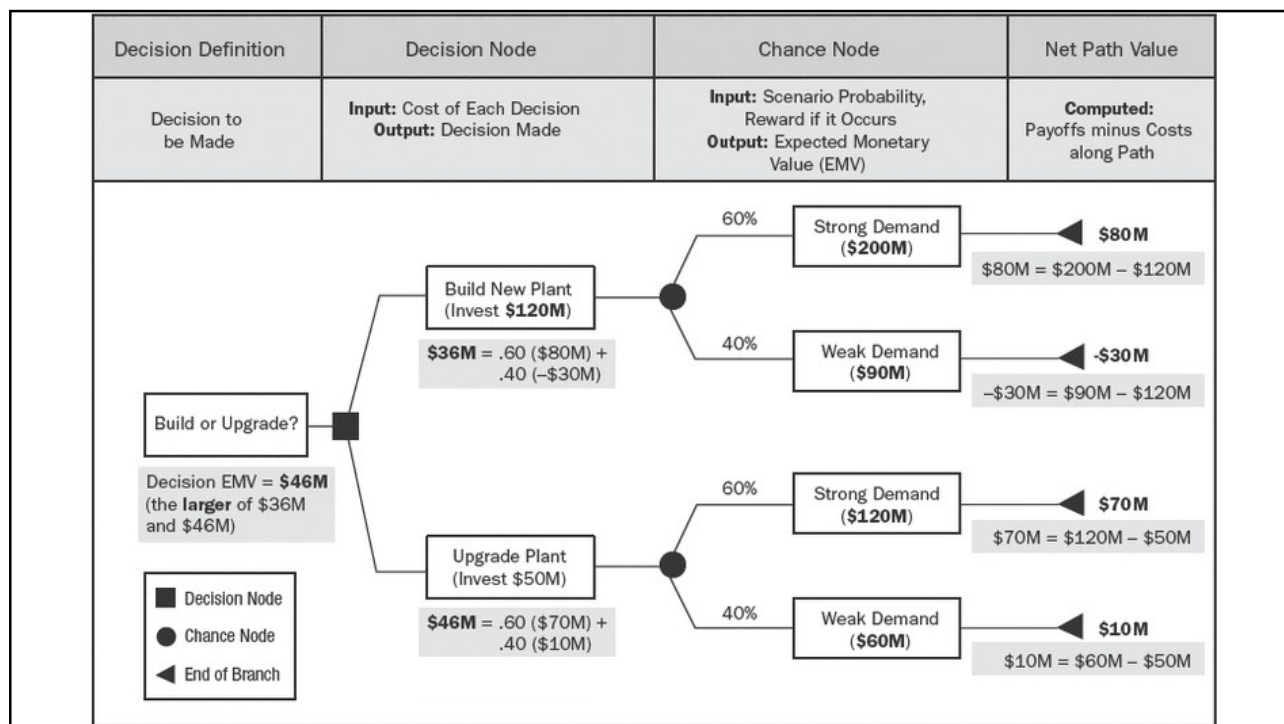 Decision Definition
Decision Node
Chance Node
Net Path Value
Decision to
be Made
Input: Cost of Each Decision
Output: Decision Made
Input: Scenario Probability,
Reward if it Occurs
Output: Expected Monetary
Value (EMV)
Computed:
Payoffs minus Costs
along Path
Build or Upgrade?
Decision EMV = $46M
(the larger of $36M
and $46M)
Build New Plant
(Invest $120M)
$36M = .60 ($80M) +
.40 (–$30M)
60%
Strong Demand
($200M)
$80M
$80M = $200M – $120M
40%
Weak Demand
($90M)
-$30M
–$30M = $90M – $120M
Upgrade Plant
(Invest $50M)
$46M = .60 ($70M) +
.40 ($10M)
60%
Strong Demand
($120M)
$70M
$70M = $120M – $50M
40%
Weak Demand
($60M)
$10M
$10M = $60M – $50M
Decision Node
Chance Node
End of Branch